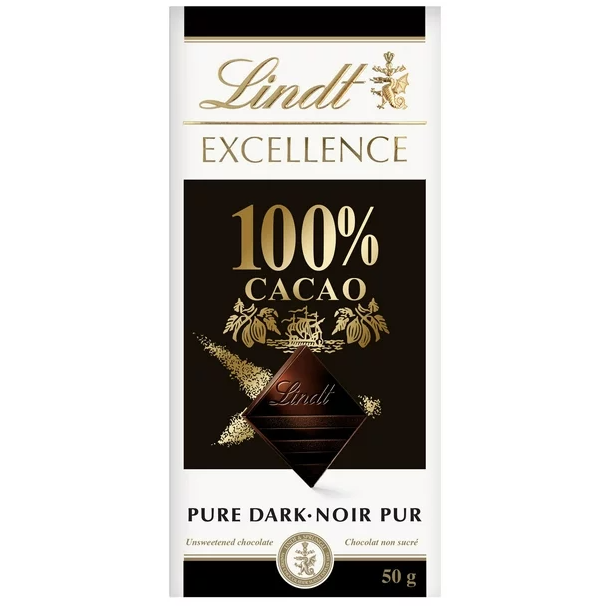 Lindt
EXCELLENCE
100%
CACAO
Lindt
PURE DARK•NOIR PUR
Unsweetened chocolate Chocolat non sucré
50 g